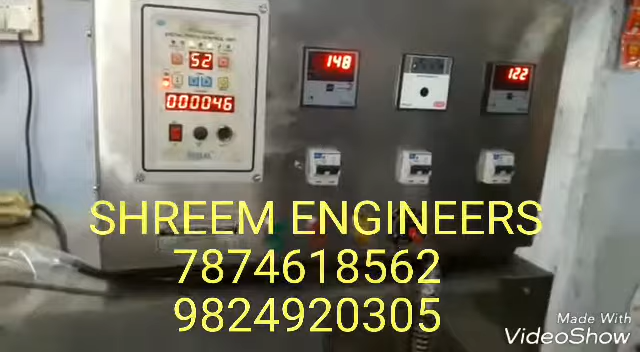 52
000046
148
122
SHREEM ENGINEERS
7874618562
9824920305
Made With
VideoShow